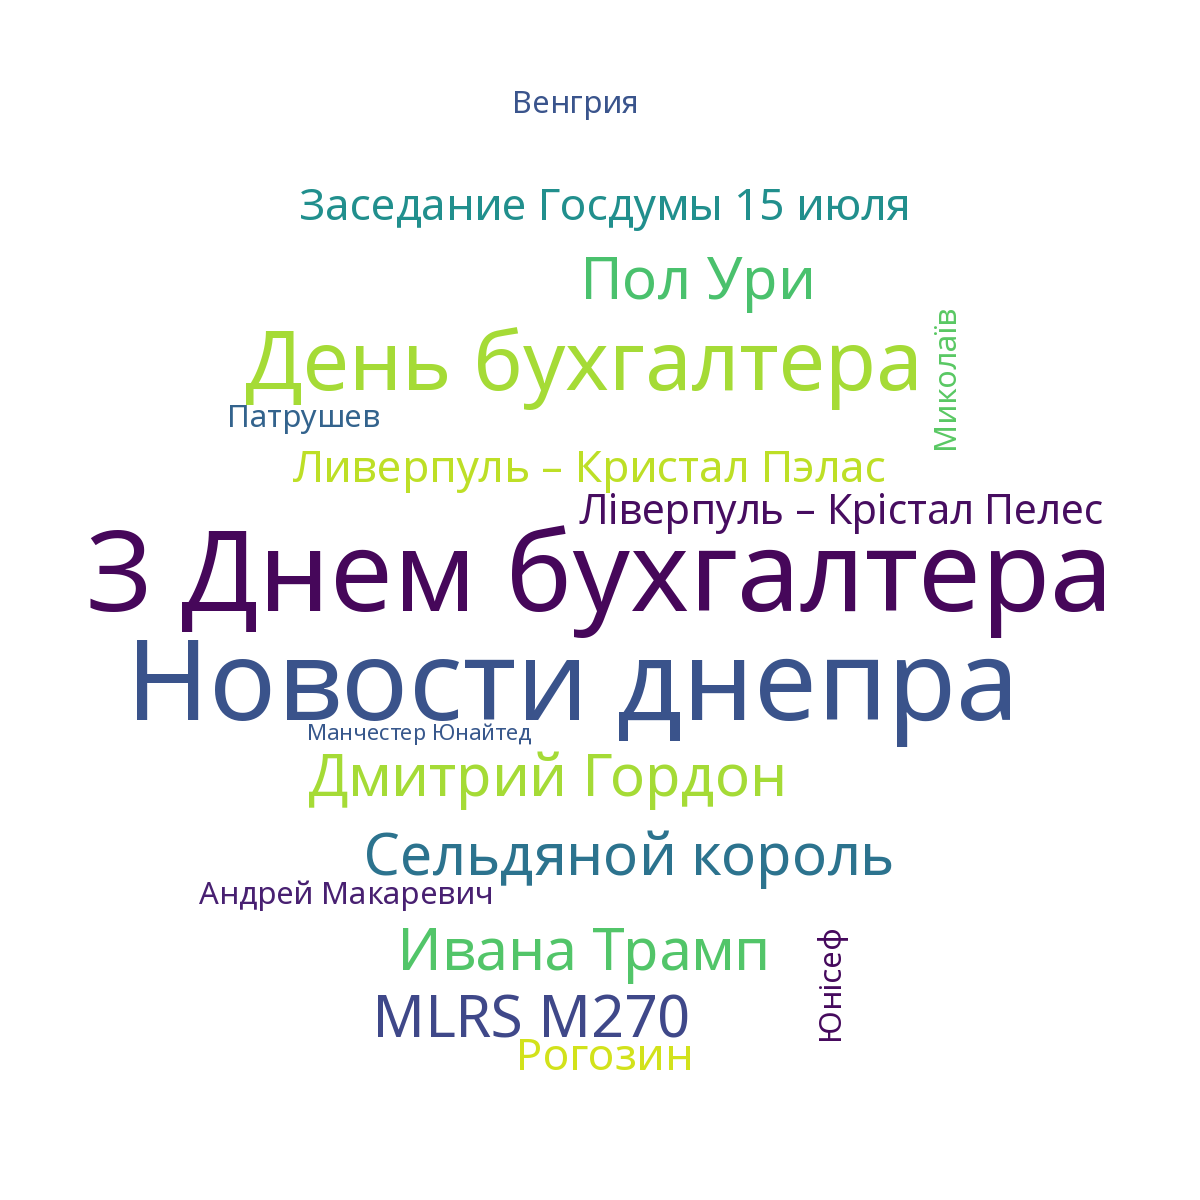 Венгрия
Заседание Госдумы 15 июля
Пол Ури
Миколаїв
День бухгалтера
Патрушев
Ливерпуль – Кристал Пэлас
Ліверпуль – Крістал Пелес
З Днем бухгалтера
Новости днепра
Манчестер Юнайтед
Дмитрий Гордон
Сельдяной король
Андрей Макаревич
Ивана Трамп
Юнісеф
MLRS M270
Рогозин